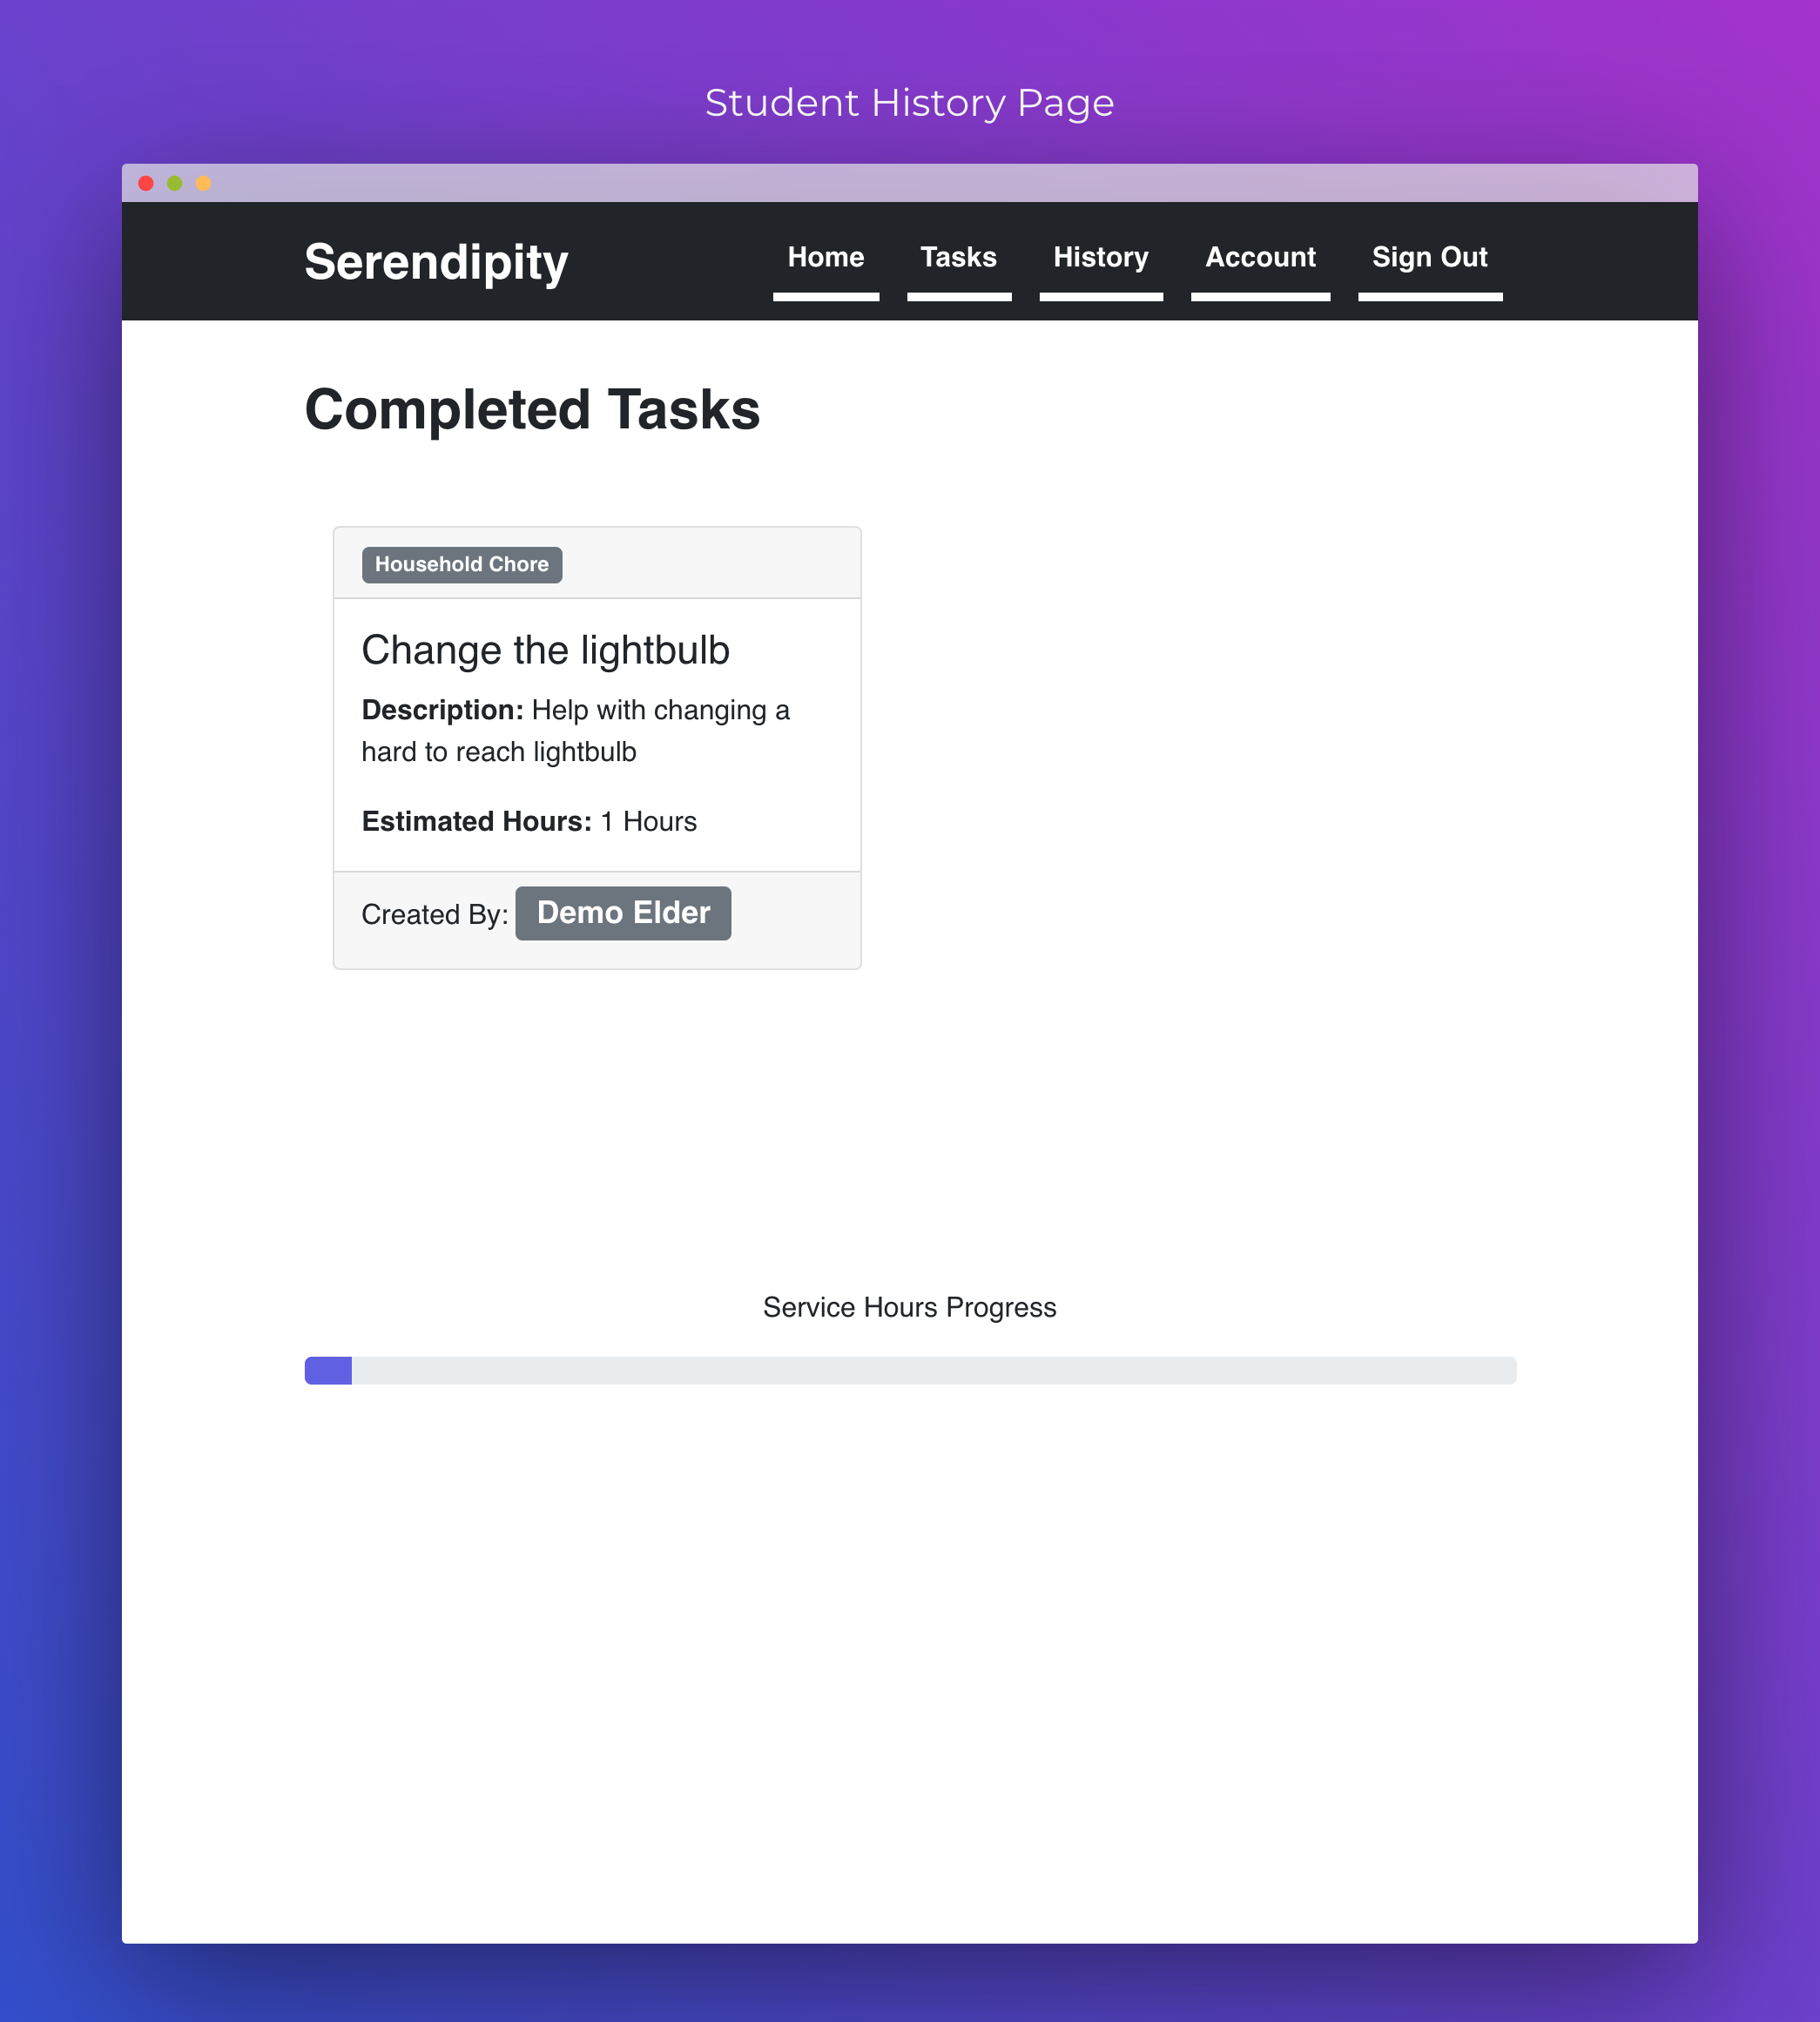 Student History Page
Serendipity
Home Tasks History Account Sign Out
Completed Tasks
Household Chore
Change the lightbulb
Description: Help with changing a
hard to reach lightbulb
Estimated Hours: 1 Hours
Created By: Demo Elder
Service Hours Progress